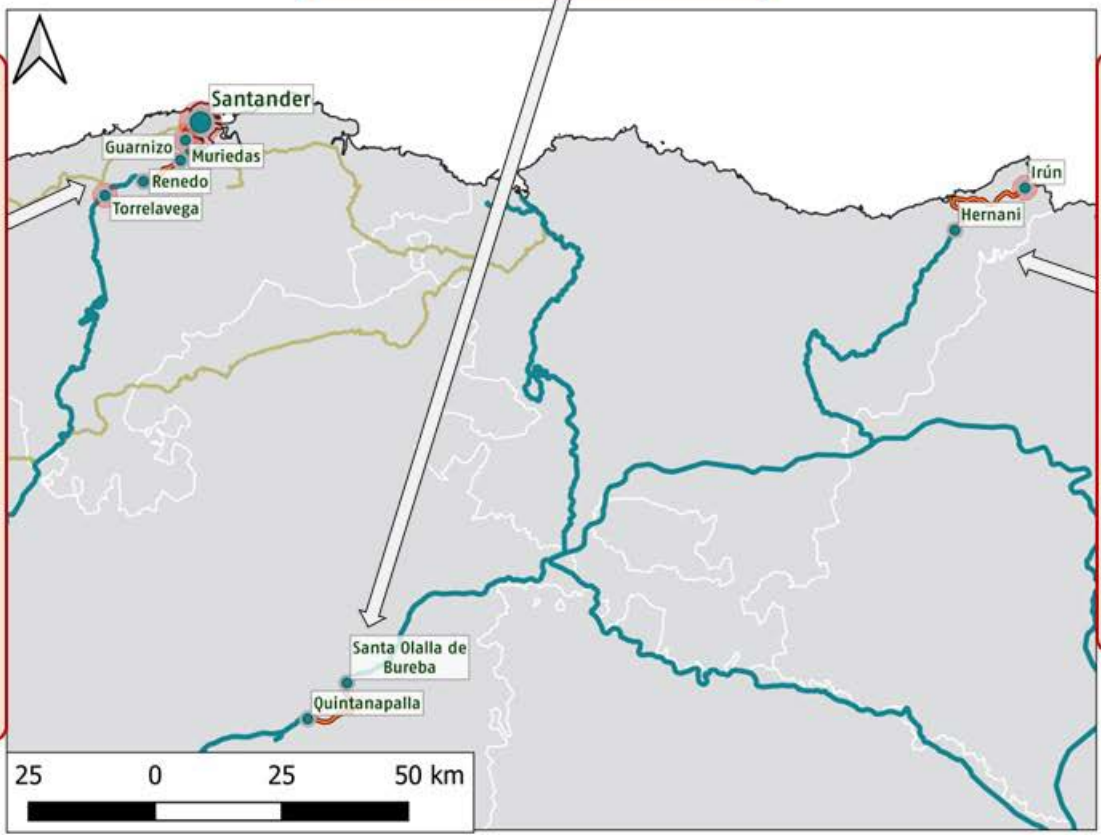 Santander
Guarnizo
Muriedas
Renedo
Torrelavega
Irún
Hernani
Santa Olalla de
Bureba
Quintanapalla
25 0 25 50 km